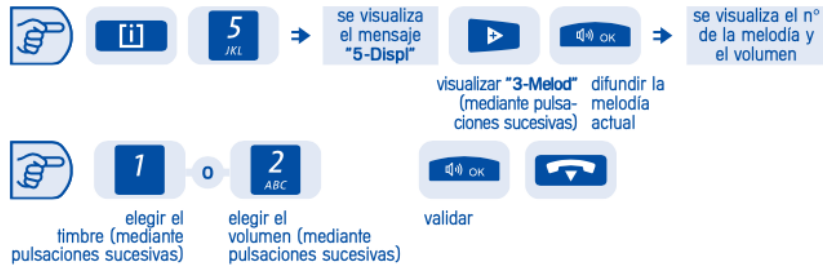 [i]
5
JKL
se visualiza
el mensaje
"5-Displ"
OK
se visualiza el n°
de la melodía y
el volumen
visualizar "3-Melod"
(mediante pulsa-
ciones sucesivas)
difundir la
melodía
actual
1
o
2
ABC
OK
elegir el
timbre (mediante
pulsaciones sucesivas)
elegir el
volumen (mediante
pulsaciones sucesivas)
validar